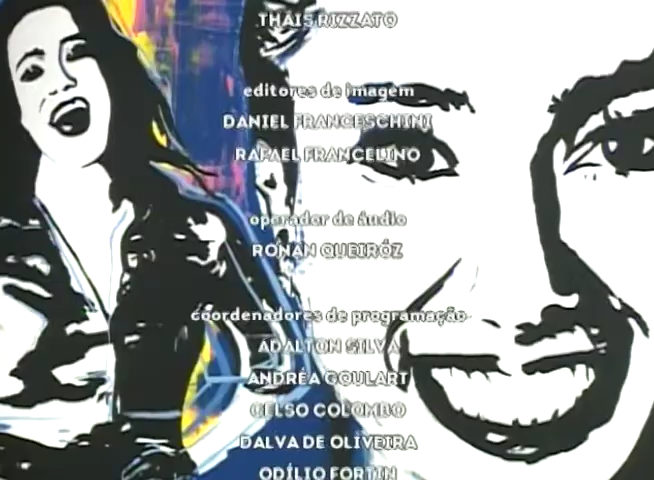 THAÍS RIZZATO
editores de imagem
DANIEL FRANCESCHINI
RAFAEL FRANCELINO
operador de áudio
RONAN QUEIRÓZ
coordenadores de programação
ADALTON SILVA
ANDRÉA GOULART
CELSO COLOMBO
DALVA DE OLIVEIRA
ODÍLIO FORTIN